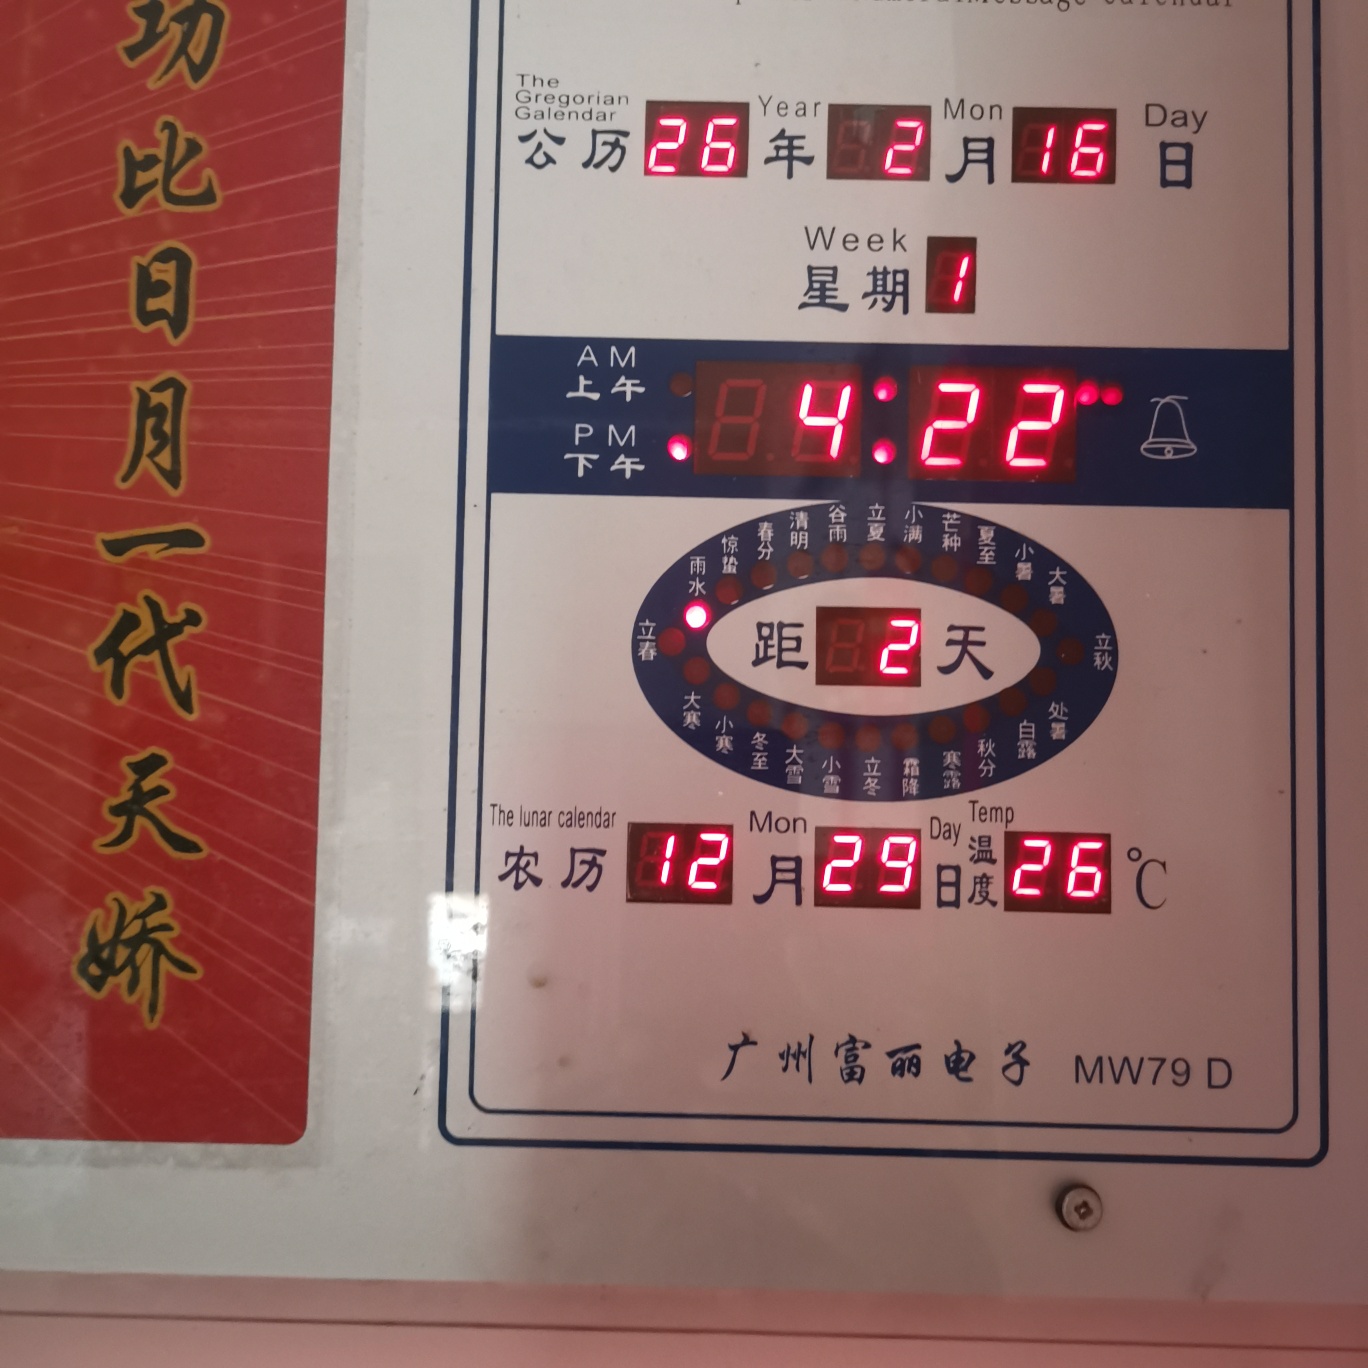 功比日月一代天娇
Message Calendar
The Gregorian Galendar
公历 26 Year 年 2 Mon 月 16 Day 日
Week
星期 1
AM
上午
4:22
PM
下午
立春 雨水 惊蛰 春分 清明 谷雨 立夏 小满 芒种 夏至 小暑 大暑 立秋
距 2 天
大寒 小寒 冬至 大雪 小雪 立冬 霜降 寒露 秋分 白露 处暑
The lunar calendar Mon Day Temp
农历 12 月 29 日 温度 26 ℃
广州富丽电子 MW79 D